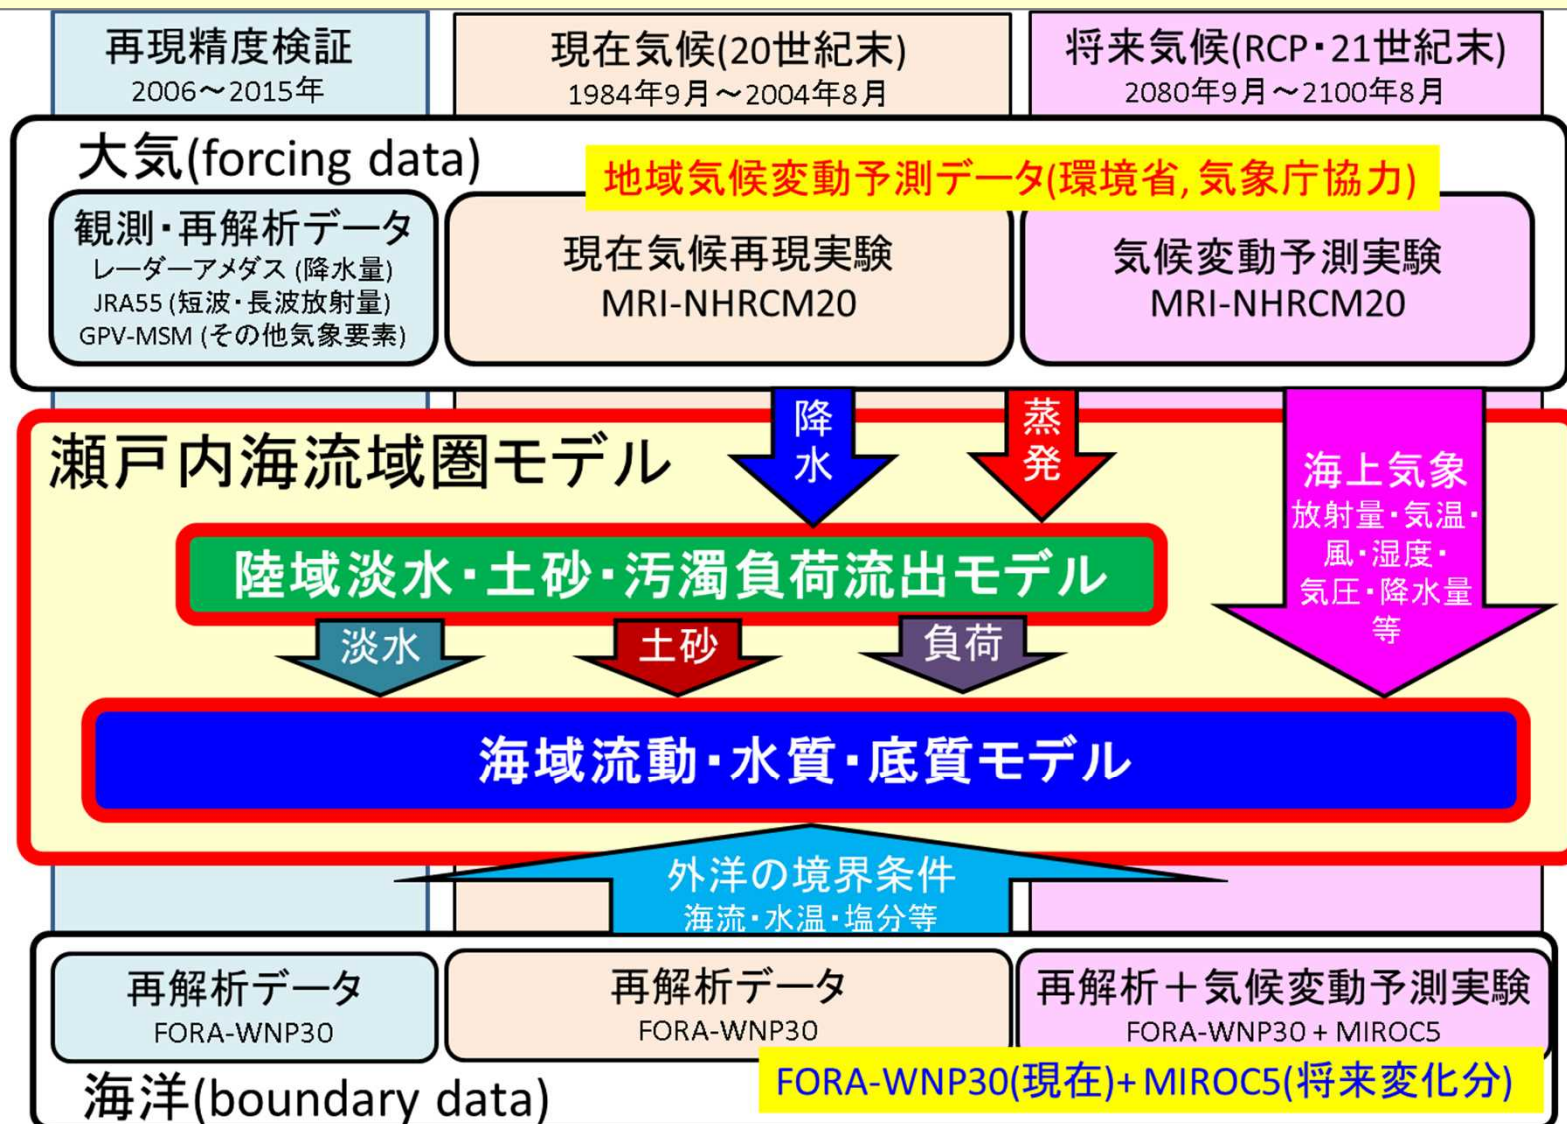 再現精度検証
2006～2015年
現在気候(20世紀末)
1984年9月～2004年8月
将来気候(RCP・21世紀末)
2080年9月～2100年8月
大気(forcing data)
地域気候変動予測データ(環境省, 気象庁協力)
観測・再解析データ
レーダーアメダス (降水量)
JRA55 (短波・長波放射量)
GPV-MSM (その他気象要素)
現在気候再現実験
MRI-NHRCM20
気候変動予測実験
MRI-NHRCM20
瀬戸内海流域圏モデル
降
水
蒸
発
海上気象
放射量・気温・
風・湿度・
気圧・降水量
等
陸域淡水・土砂・汚濁負荷流出モデル
淡水
土砂
負荷
海域流動・水質・底質モデル
外洋の境界条件
海流・水温・塩分等
再解析データ
FORA-WNP30
再解析データ
FORA-WNP30
再解析＋気候変動予測実験
FORA-WNP30 + MIROC5
FORA-WNP30(現在)+ MIROC5(将来変化分)
海洋(boundary data)